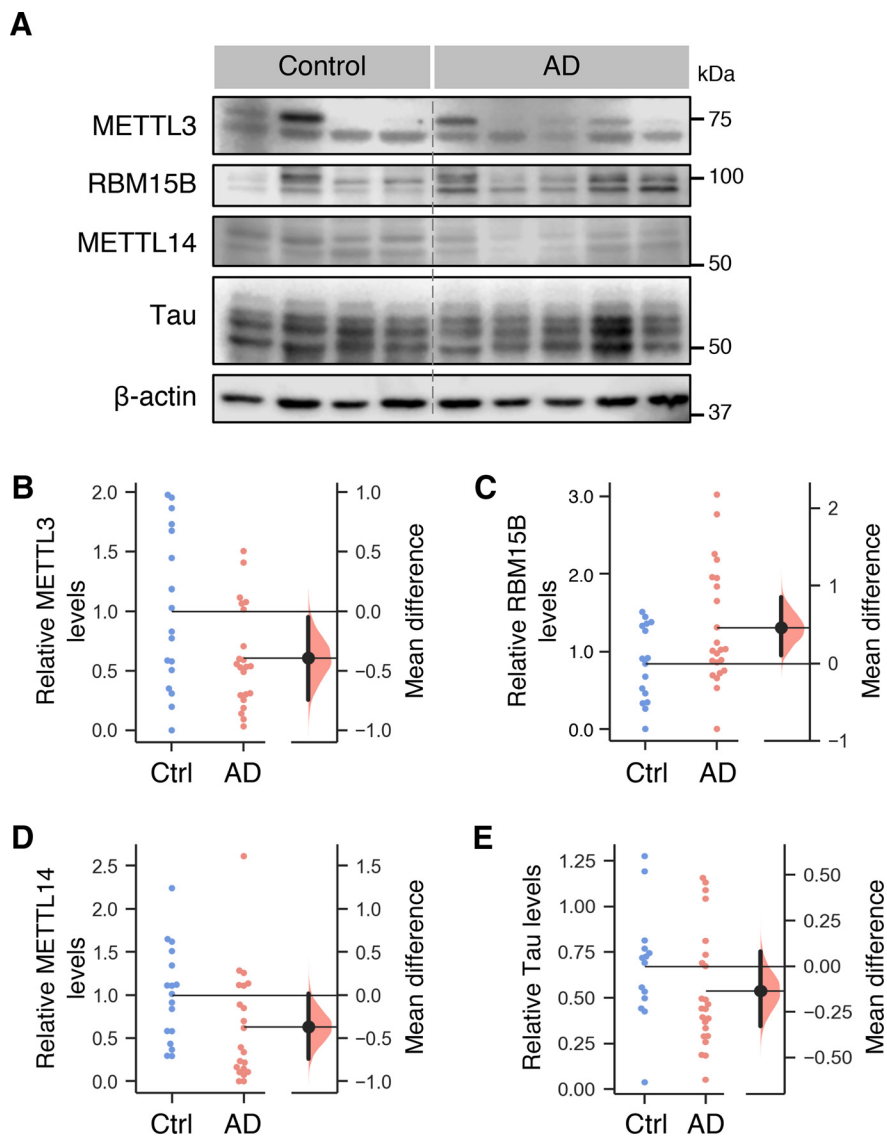 A
Control
AD
kDa
METTL3
75
RBM15B
100
METTL14
50
Tau
50
β-actin
37
B
Relative METTL3
levels
2.0
1.5
1.0
0.5
0.0
Ctrl
AD
1.0
0.5
0.0
−0.5
−1.0
Mean difference
C
Relative RBM15B
levels
3.0
2.0
1.0
0.0
Ctrl
AD
2
1
0
−1
Mean difference
D
Relative METTL14
levels
2.5
2.0
1.5
1.0
0.5
0.0
Ctrl
AD
1.5
1.0
0.5
0.0
−0.5
−1.0
Mean difference
E
Relative Tau levels
1.25
1.00
0.75
0.50
0.25
0.00
Ctrl
AD
0.50
0.25
0.00
−0.25
−0.50
Mean difference